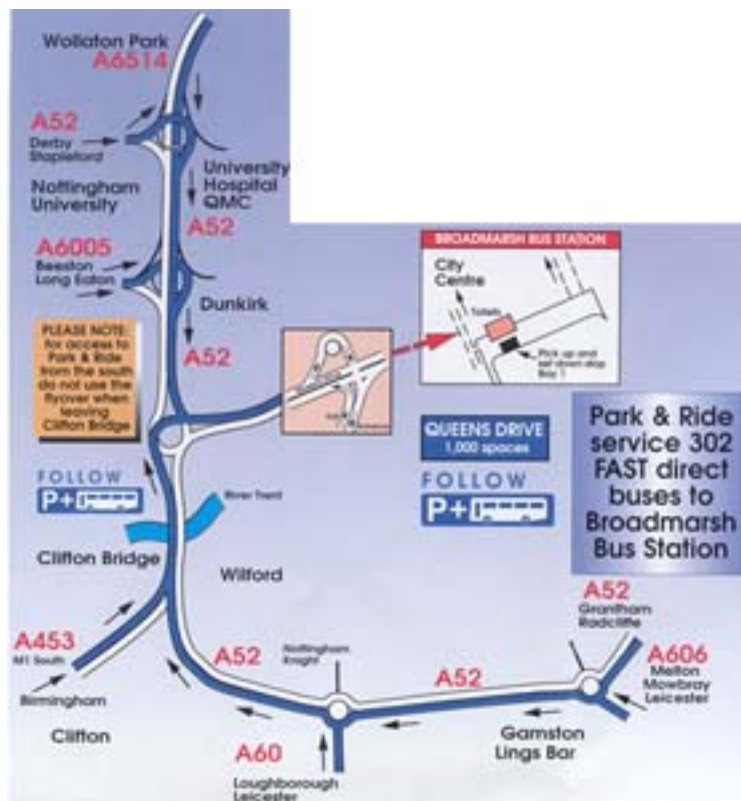 Wollaton Park
A6514
A52
Derby
Stapleford
University
Hospital
QMC
Nottingham
University
A52
A6005
Beeston
Long Eaton
Dunkirk
A52
BROADMARSH BUS STATION
City
Centre
Toilets
Pick up and
set down stop
Bay 1
PLEASE NOTE:
for access to
Park & Ride
from the south
do not use the
flyover when
leaving
Clifton Bridge
QUEENS DRIVE
1,000 spaces
FOLLOW
P+
FOLLOW
P+
Park & Ride
service 302
FAST direct
buses to
Broadmarsh
Bus Station
River Trent
Clifton Bridge
Wilford
A453
M1 South
Birmingham
Clifton
A52
Nottingham
Knight
A52
A52
Grantham
Radcliffe
A606
Melton
Mowbray
Leicester
Gamston
Lings Bar
A60
Loughborough
Leicester